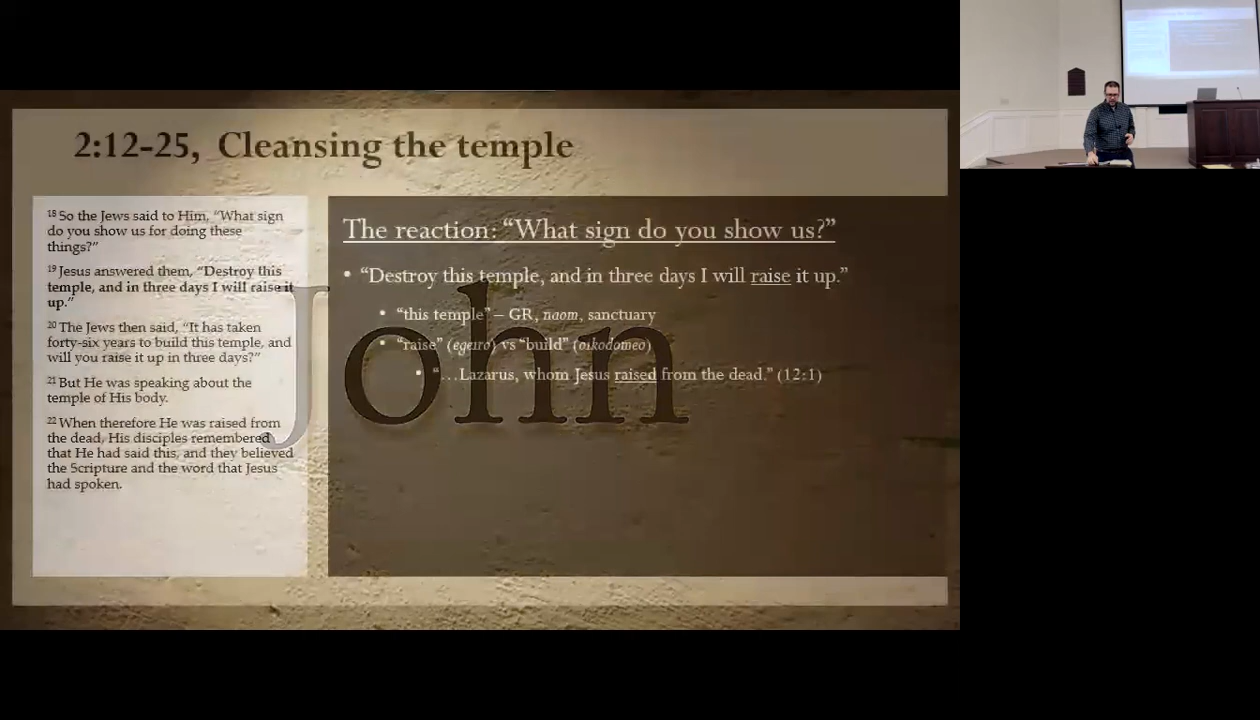 2:12-25, Cleansing the temple
18 So the Jews said to Him, “What sign
do you show us for doing these
things?”
19 Jesus answered them, “Destroy this
temple, and in three days I will raise it
up.”
20 The Jews then said, “It has taken
forty-six years to build this temple, and
will you raise it up in three days?”
21 But He was speaking about the
temple of His body.
22 When therefore He was raised from
the dead, His disciples remembered
that He had said this, and they believed
the Scripture and the word that Jesus
had spoken.
The reaction: “What sign do you show us?”
• “Destroy this temple, and in three days I will raise it up.”
• “this temple” – GR, naom, sanctuary
• “raise” (egeiro) vs “build” (oikodomeo)
• “…Lazarus, whom Jesus raised from the dead.” (12:1)
John